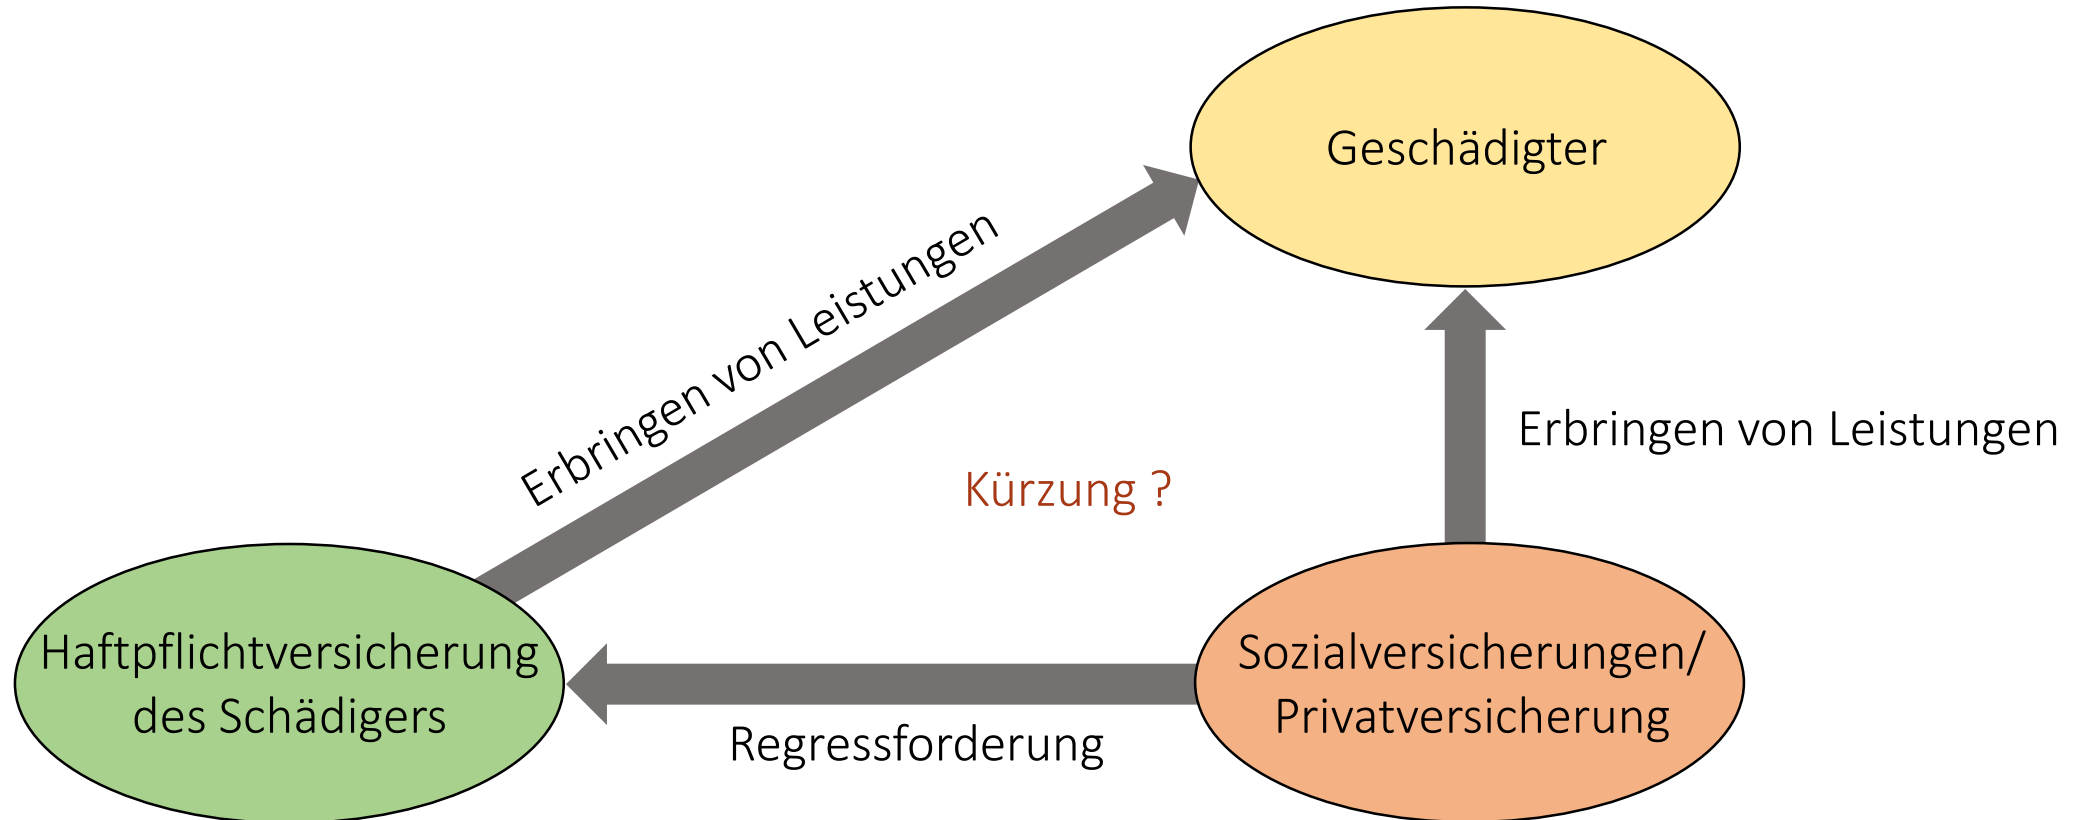 Geschädigter
Erbringen von Leistungen
Erbringen von Leistungen
Kürzung ?
Haftpflichtversicherung
des Schädigers
Sozialversicherungen/
Privatversicherung
Regressforderung